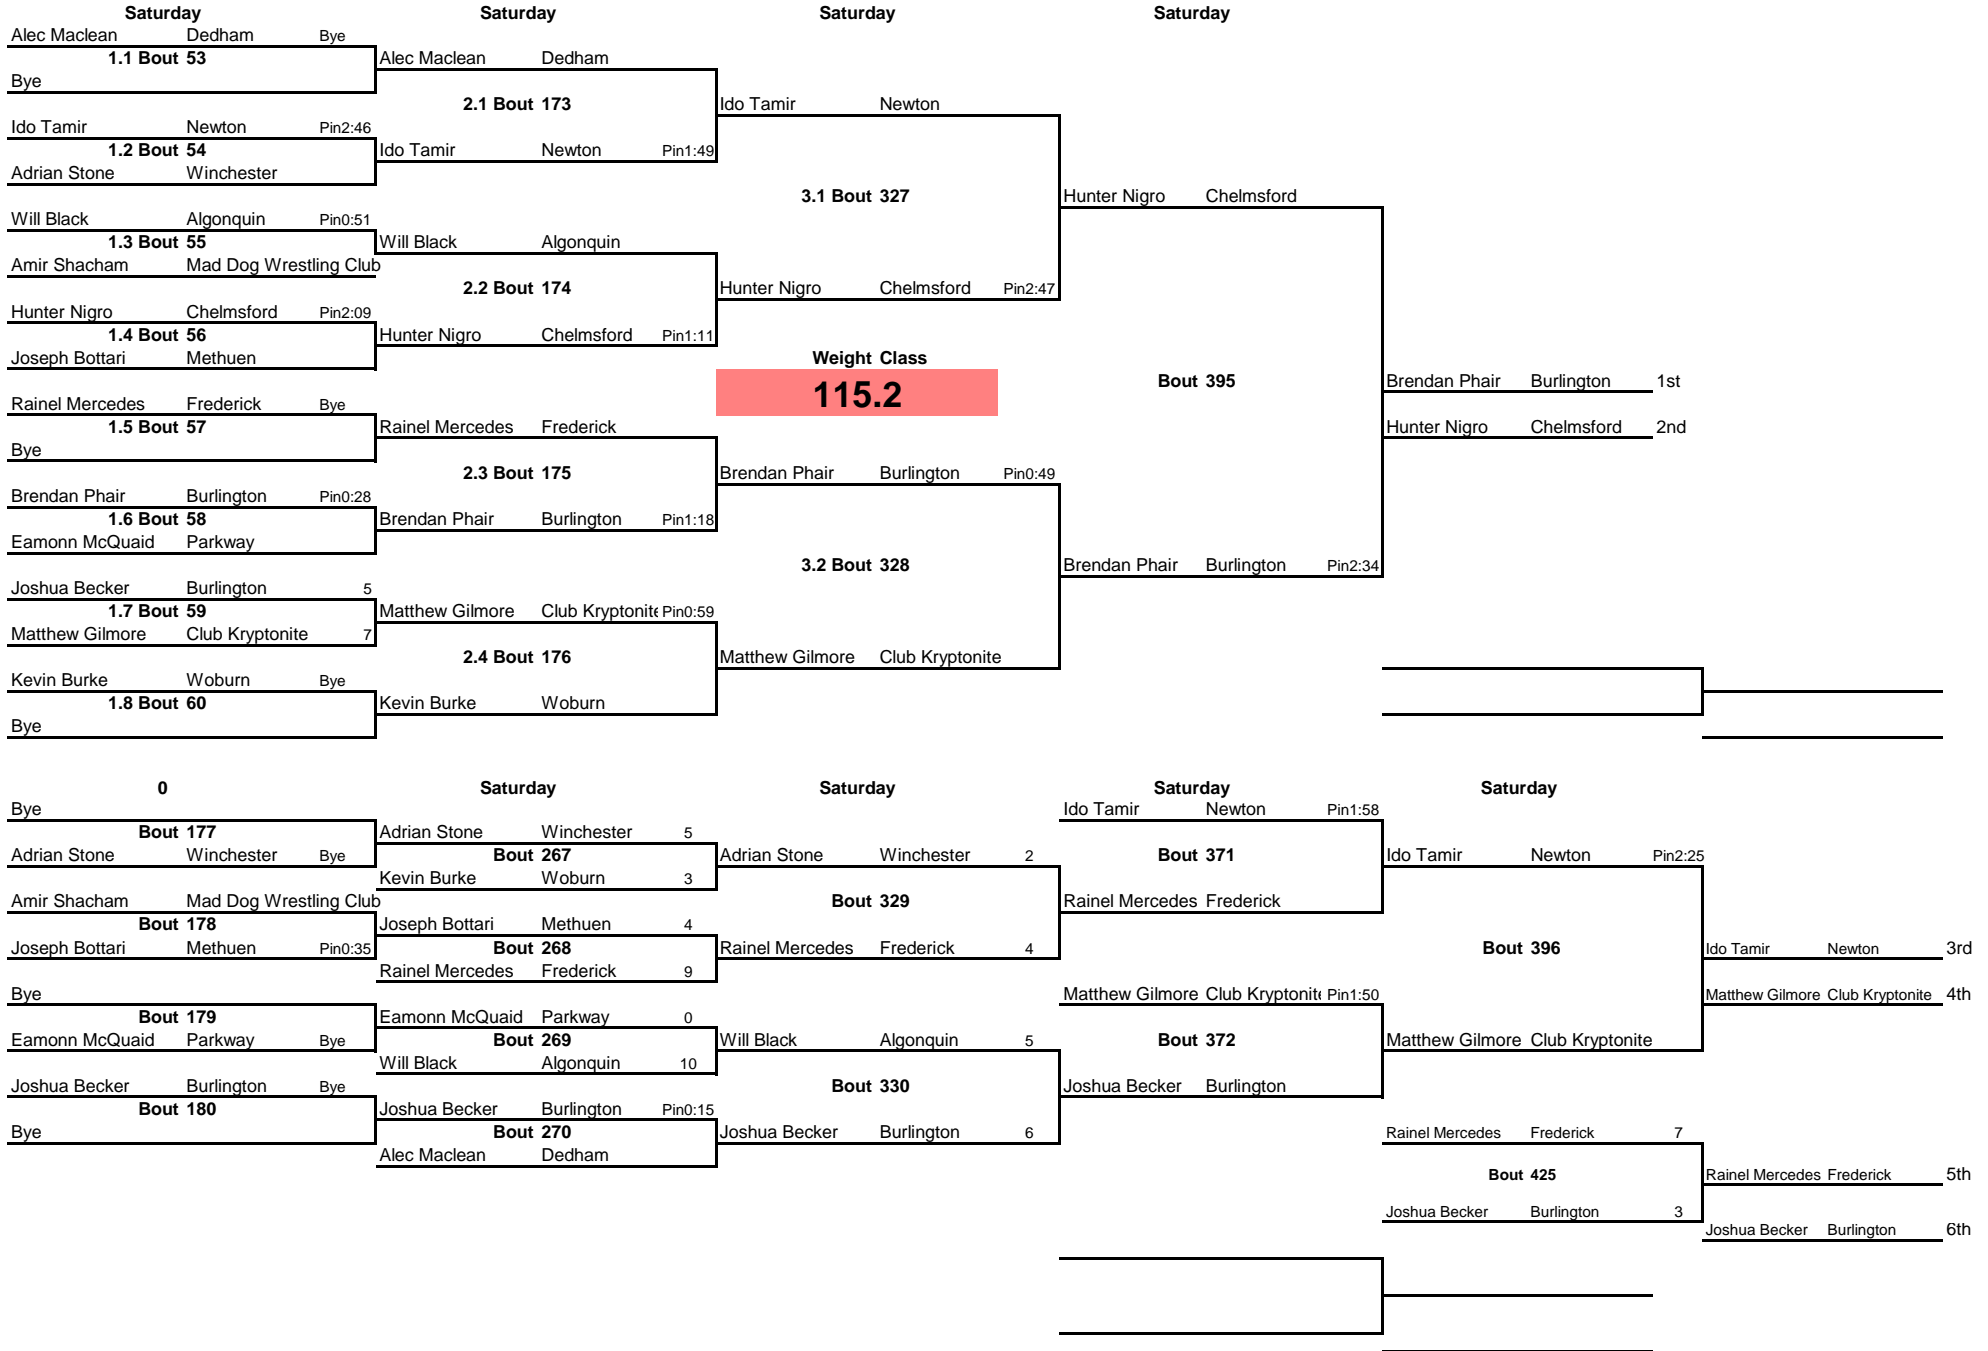 Saturday Saturday Saturday Saturday
Alec Maclean Dedham Bye
1.1 Bout 53 Alec Maclean Dedham
Bye
2.1 Bout 173 Ido Tamir Newton
Ido Tamir Newton Pin2:46
1.2 Bout 54 Ido Tamir Newton Pin1:49
Adrian Stone Winchester
3.1 Bout 327 Hunter Nigro Chelmsford
Will Black Algonquin Pin0:51
1.3 Bout 55 Will Black Algonquin
Amir Shacham Mad Dog Wrestling Club
2.2 Bout 174 Hunter Nigro Chelmsford Pin2:47
Hunter Nigro Chelmsford Pin2:09
1.4 Bout 56 Hunter Nigro Chelmsford Pin1:11
Joseph Bottari Methuen Weight Class
115.2 Bout 395 Brendan Phair Burlington 1st
Rainel Mercedes Frederick Bye
1.5 Bout 57 Rainel Mercedes Frederick Hunter Nigro Chelmsford 2nd
Bye
2.3 Bout 175 Brendan Phair Burlington Pin0:49
Brendan Phair Burlington Pin0:28
1.6 Bout 58 Brendan Phair Burlington Pin1:18
Eamonn McQuaid Parkway
3.2 Bout 328 Brendan Phair Burlington Pin2:34
Joshua Becker Burlington 5
1.7 Bout 59 Matthew Gilmore Club Kryptonite Pin0:59
Matthew Gilmore Club Kryptonite 7
2.4 Bout 176 Matthew Gilmore Club Kryptonite
Kevin Burke Woburn Bye
1.8 Bout 60 Kevin Burke Woburn
Bye
0 Saturday Saturday Saturday Saturday
Bye Ido Tamir Newton Pin1:58
Bout 177 Adrian Stone Winchester 5
Adrian Stone Winchester Bye Bout 267 Adrian Stone Winchester 2 Bout 371 Ido Tamir Newton Pin2:25
Kevin Burke Woburn 3
Amir Shacham Mad Dog Wrestling Club Bout 329 Rainel Mercedes Frederick
Bout 178 Joseph Bottari Methuen 4
Joseph Bottari Methuen Pin0:35 Bout 268 Rainel Mercedes Frederick 4 Bout 396 Ido Tamir Newton 3rd
Rainel Mercedes Frederick 9
Bye Matthew Gilmore Club Kryptonite Pin1:50 Matthew Gilmore Club Kryptonite 4th
Bout 179 Eamonn McQuaid Parkway 0
Eamonn McQuaid Parkway Bye Bout 269 Will Black Algonquin 5 Bout 372 Matthew Gilmore Club Kryptonite
Will Black Algonquin 10
Joshua Becker Burlington Bye Bout 330 Joshua Becker Burlington
Bout 180 Joshua Becker Burlington Pin0:15
Bye Bout 270 Joshua Becker Burlington 6 Rainel Mercedes Frederick 7
Alec Maclean Dedham
Bout 425 Rainel Mercedes Frederick 5th
Joshua Becker Burlington 3
Joshua Becker Burlington 6th